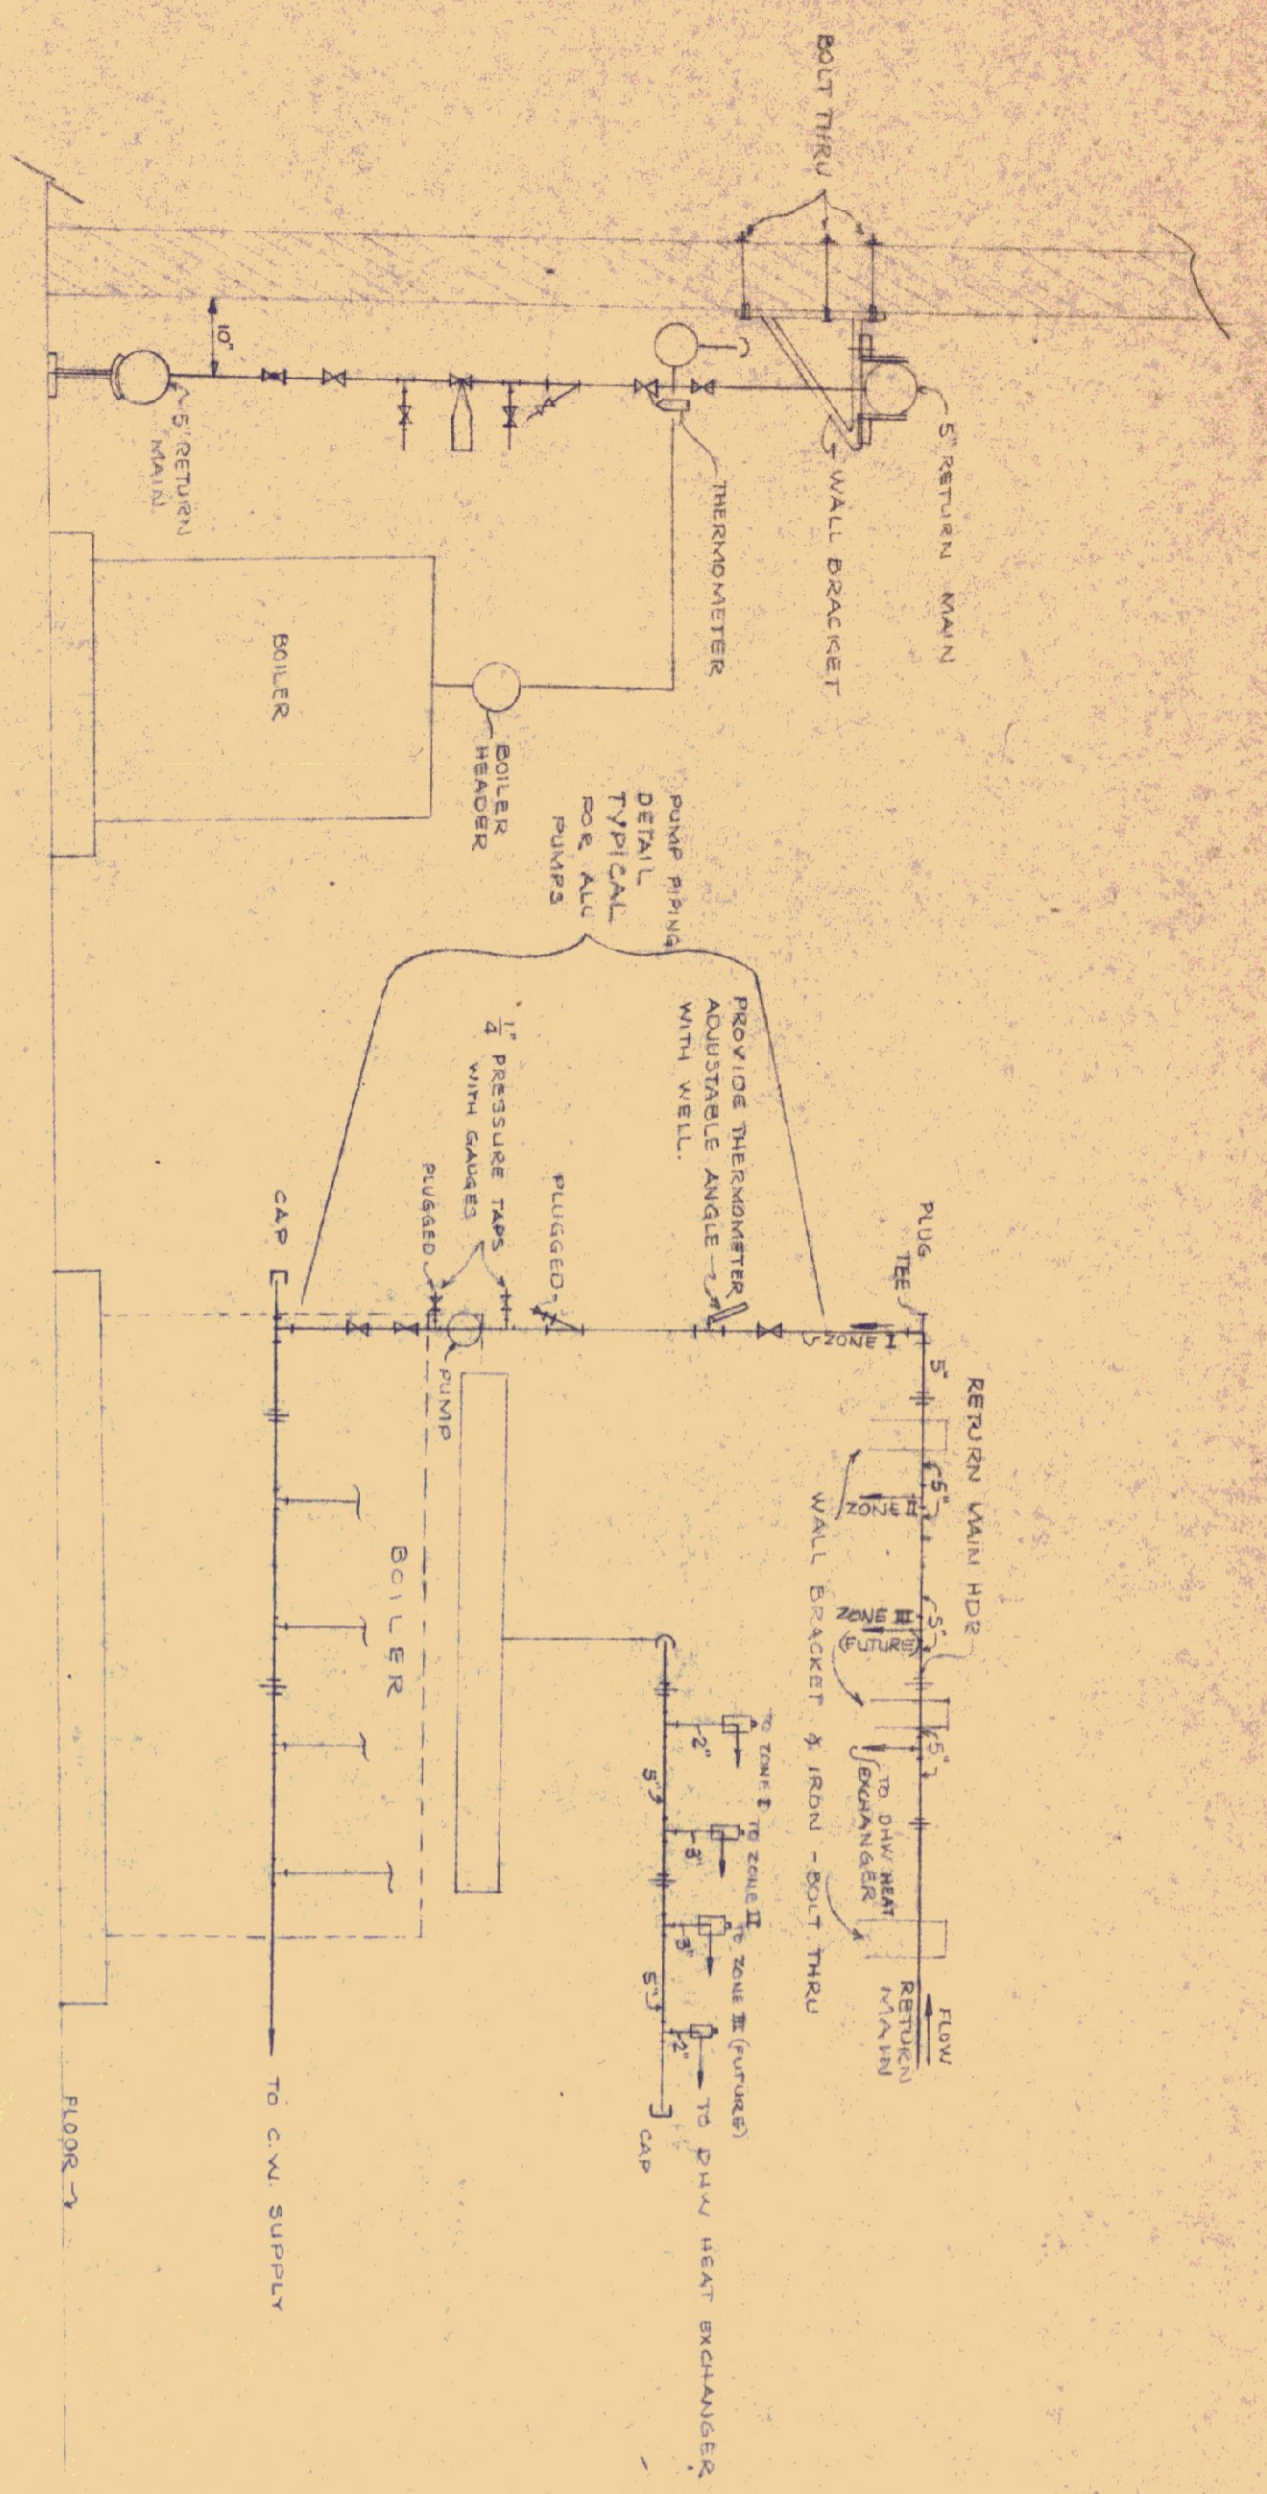 BOLT THRU
5" RETURN MAIN
WALL BRACKET
THERMOMETER
10"
5" RETURN
MAIN
BOILER
BOILER
HEADER
PUMP PIPING
DETAIL
TYPICAL
FOR ALL
PUMPS
PROVIDE THERMOMETER
ADJUSTABLE ANGLE
WITH WELL.
1/4" PRESSURE TAPS
WITH GAUGES
PLUGGED
PLUGGED
CAP
PUMP
PLUG
TEE
ZONE I
5"
RETURN MAIN HDR
5"
ZONE II
5"
ZONE III
(FUTURE)
5"
TO DHW HEAT
EXCHANGER
WALL BRACKET & IRON - BOLT THRU
FLOW
RETURN
MAIN
TO ZONE I
TO ZONE II
TO ZONE III (FUTURE)
TO DHW HEAT EXCHANGER
2"
3"
3"
2"
5"
5"
CAP
BOILER
TO C.W. SUPPLY
FLOOR